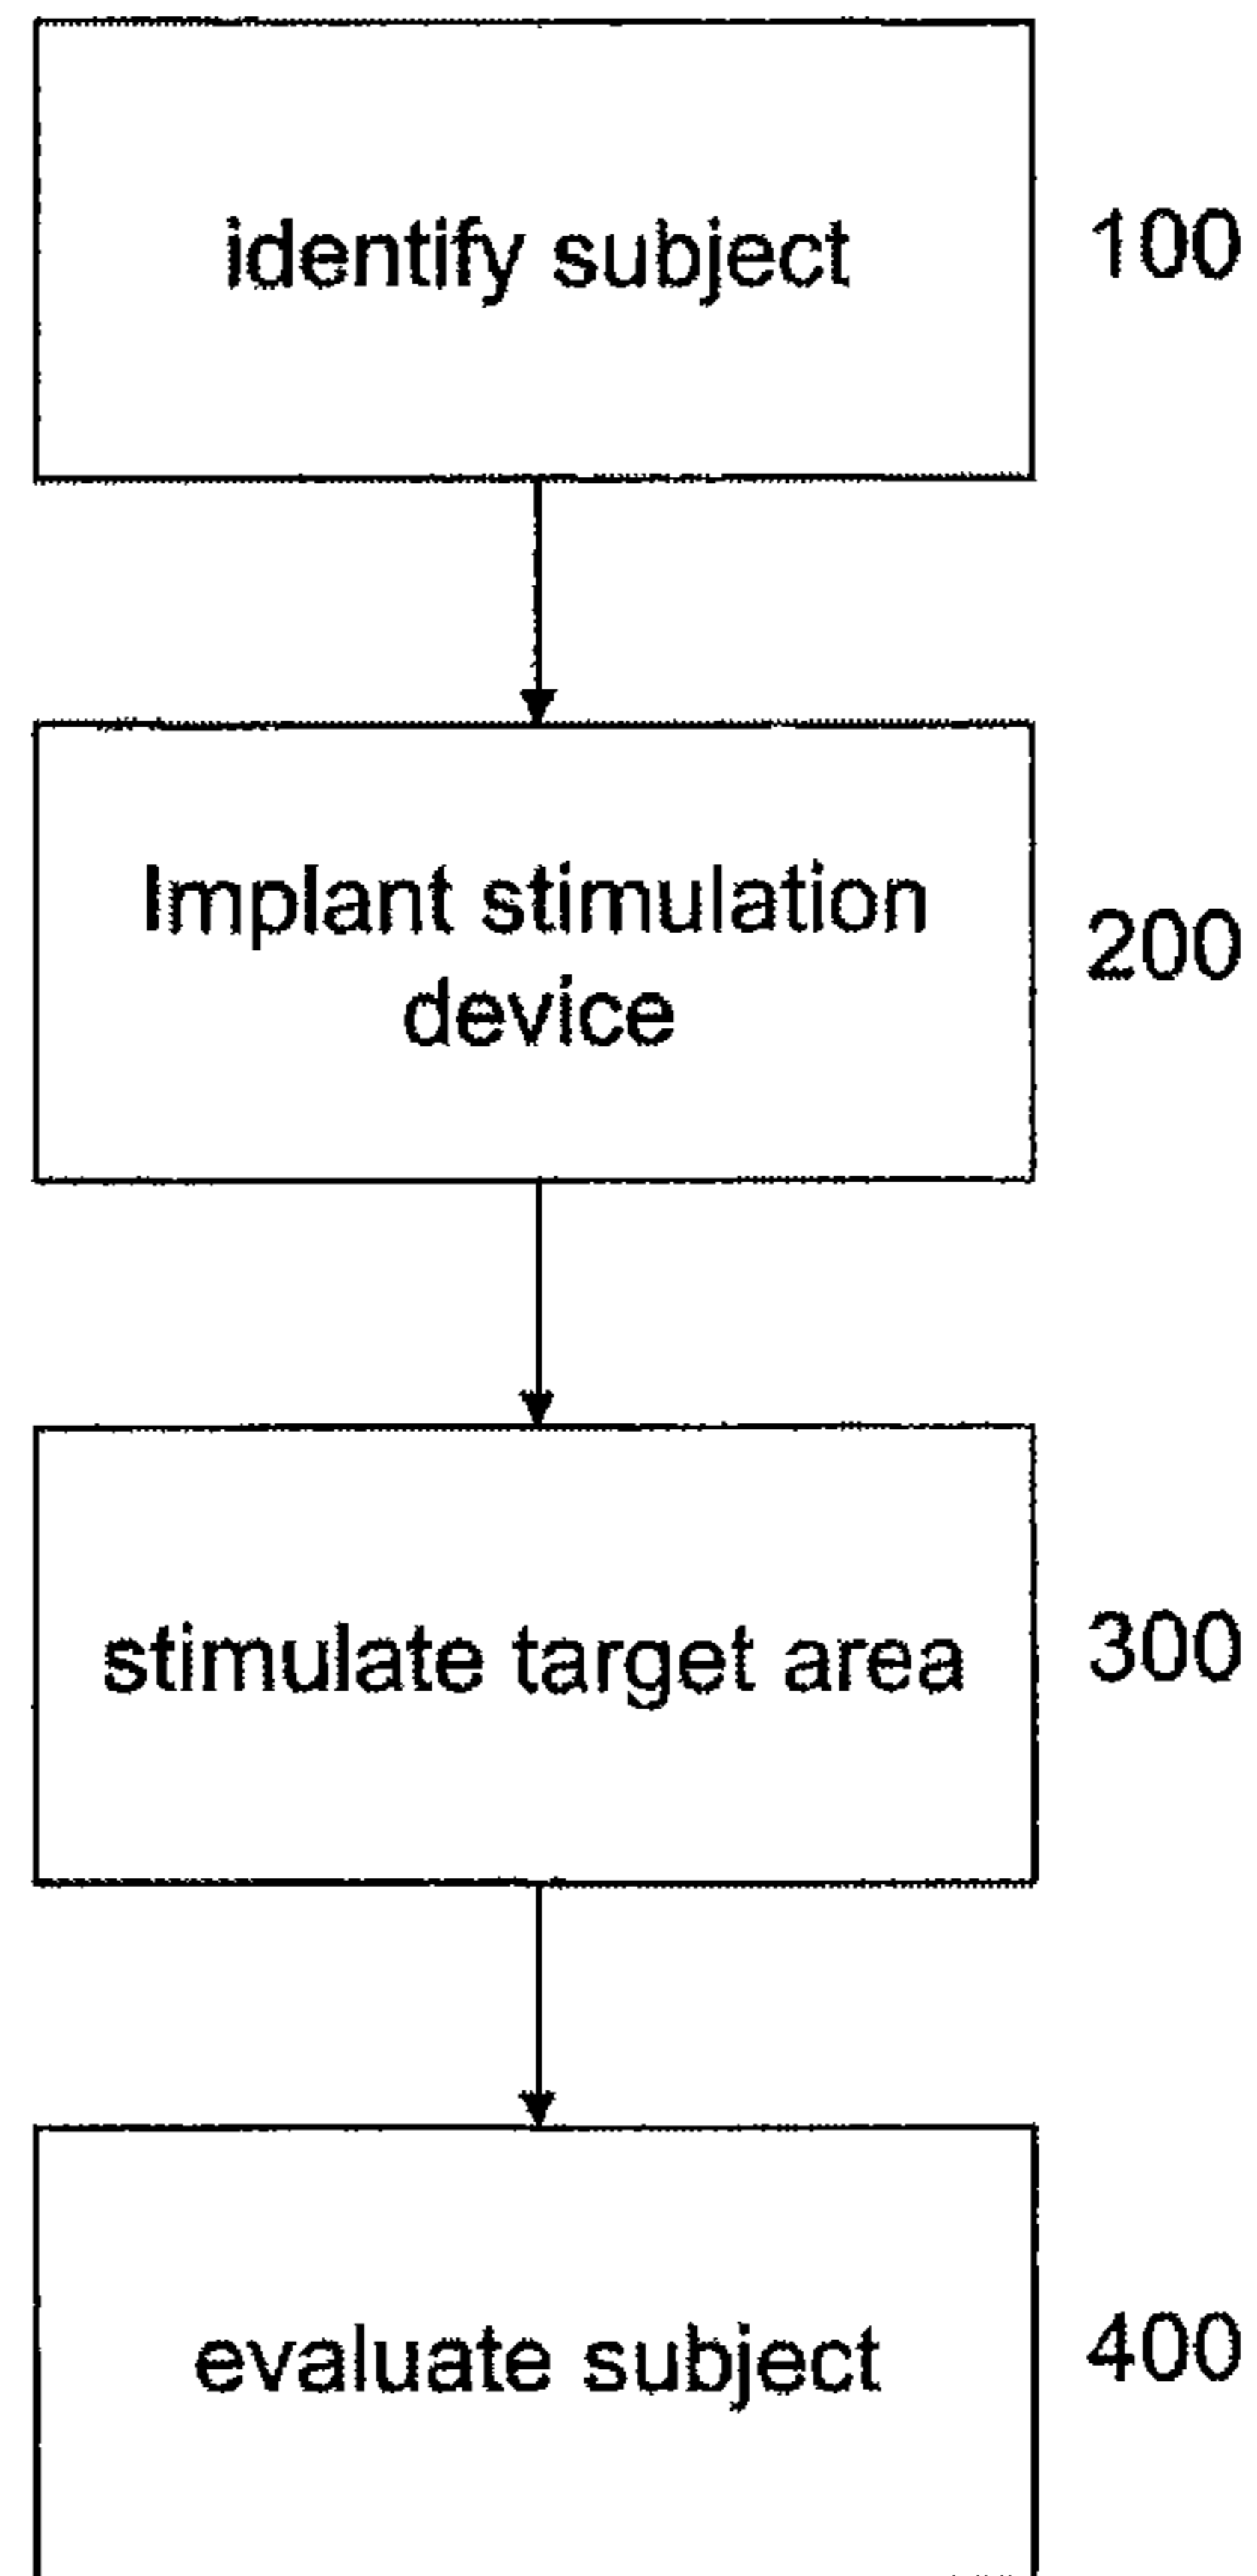 identify subject
100
Implant stimulation
device
200
stimulate target area
300
evaluate subject
400